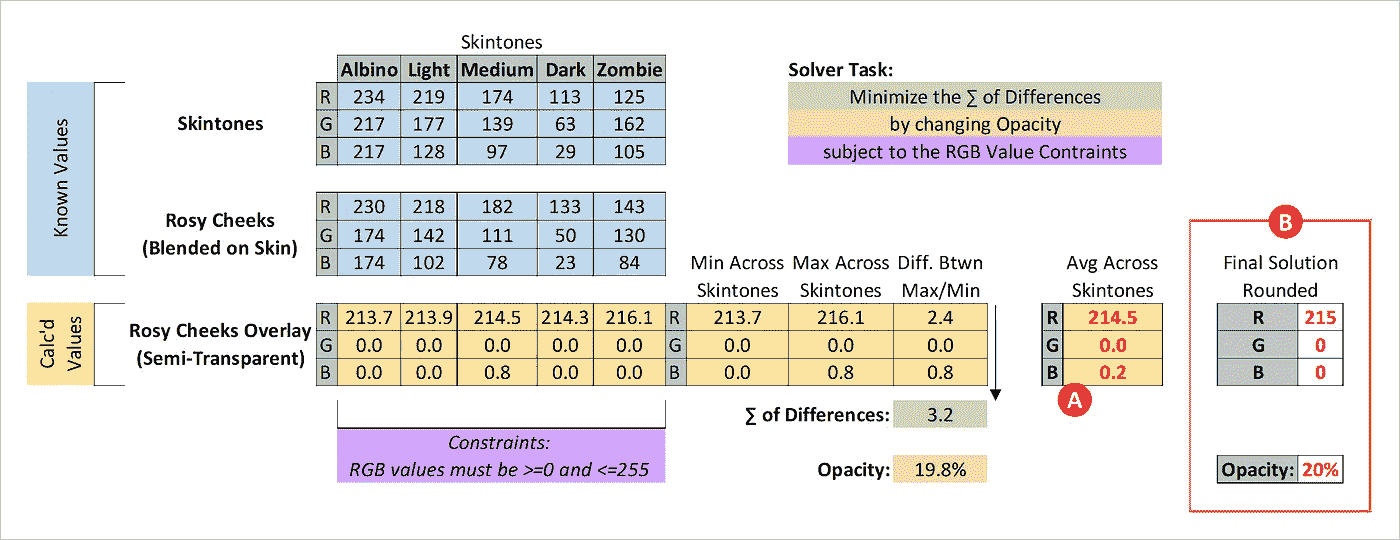 Skintones
Albino Light Medium Dark Zombie
Solver Task:
R 234 219 174 113 125
Minimize the ∑ of Differences
Skintones
G 217 177 139 63 162
by changing Opacity
B 217 128 97 29 105
subject to the RGB Value Contraints
Known Values
R 230 218 182 133 143
Rosy Cheeks
(Blended on Skin)
G 174 142 111 50 130
B 174 102 78 23 84
B
Min Across
Skintones
Max Across
Skintones
Diff. Btwn
Max/Min
Avg Across
Skintones
Final Solution
Rounded
Calc'd
Values
Rosy Cheeks Overlay
(Semi-Transparent)
R 213.7 213.9 214.5 214.3 216.1 R 213.7 216.1 2.4 R 214.5 R 215
G 0.0 0.0 0.0 0.0 0.0 G 0.0 0.0 0.0 G 0.0 G 0
B 0.0 0.0 0.8 0.0 0.0 B 0.0 0.8 0.8 B 0.2 B 0
A
∑ of Differences: 3.2
Constraints:
RGB values must be >=0 and <=255
Opacity: 19.8%
Opacity: 20%